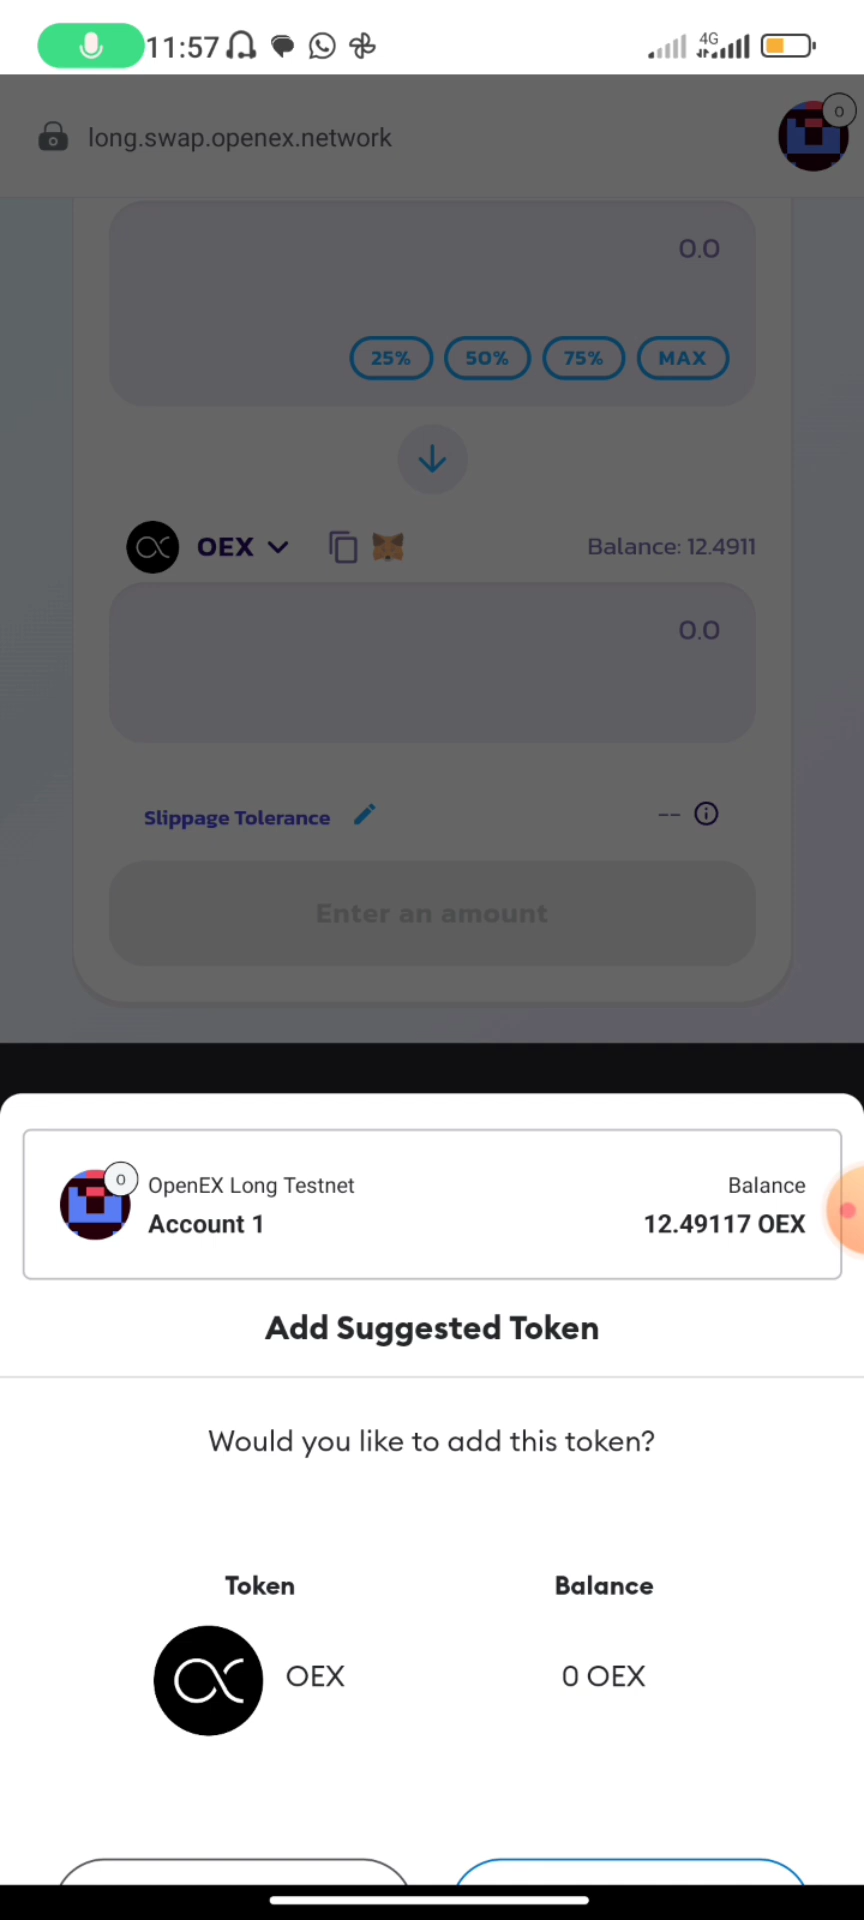 11:57
4G
long.swap.openex.network
0
0.0
25% 50% 75% MAX
OEX Balance: 12.4911
0.0
Slippage Tolerance --
Enter an amount
0
OpenEX Long Testnet Balance
Account 1 12.49117 OEX
Add Suggested Token
Would you like to add this token?
Token Balance
OEX 0 OEX